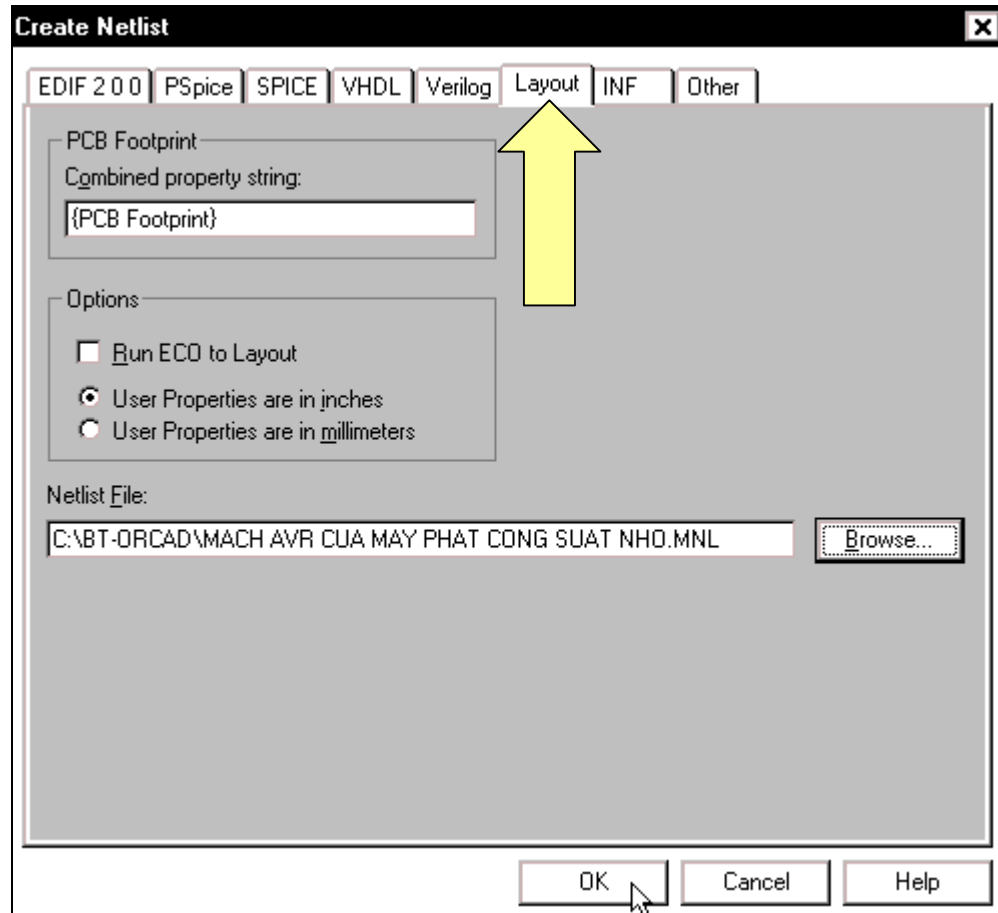 Create Netlist
EDIF 2 0 0 PSpice SPICE VHDL Verilog Layout INF Other
PCB Footprint
Combined property string:
{PCB Footprint}
Options
Run ECO to Layout
User Properties are in inches
User Properties are in millimeters
Netlist File:
C:\BT-ORCAD\MACH AVR CUA MAY PHAT CONG SUAT NHO.MNL Browse...
OK Cancel Help